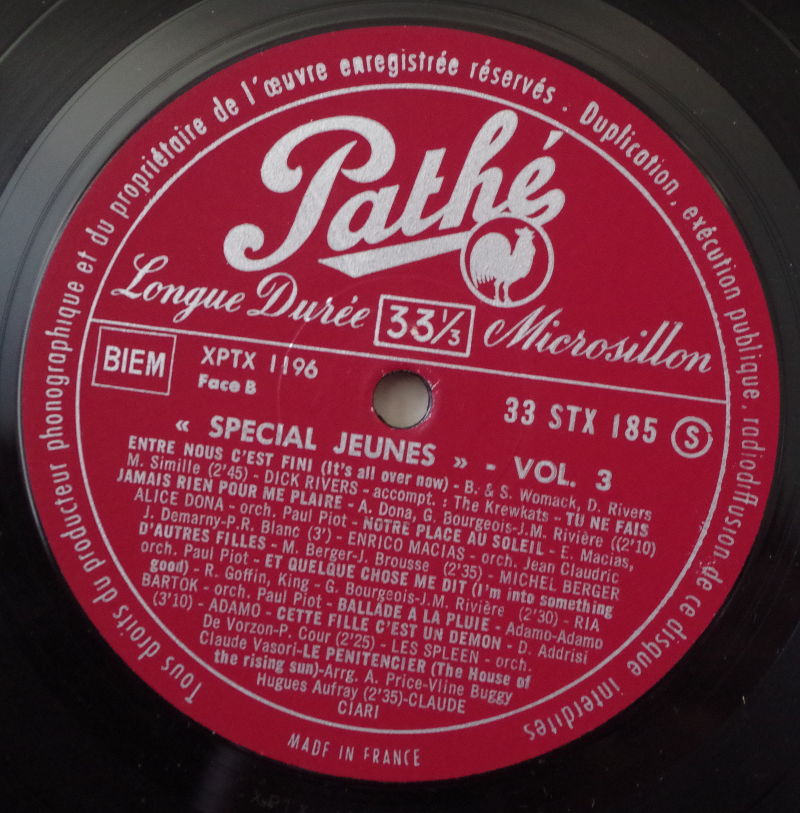 Tous droits du producteur phonographique et du propriétaire de l'œuvre enregistrée réservés. Duplication, exécution publique, radiodiffusion de ce disque interdites
Pathé
Longue Durée 33 1/3 Microsillon
BIEM XPTX 1196 33 STX 185 S
Face B
« SPECIAL JEUNES » - VOL. 3
ENTRE NOUS C'EST FINI (It's all over now) - B. & S. Womack, D. Rivers
M. Simille (2'45) - DICK RIVERS - accompt. : The Krewkats - TU NE FAIS
JAMAIS RIEN POUR ME PLAIRE - A. Dona, G. Bourgeois-J.M. Rivière ((2'10)
ALICE DONA - orch. Paul Piot - NOTRE PLACE AU SOLEIL - E. Macias,
J. Demarny-P.R. Blanc (3') - ENRICO MACIAS - orch. Jean Claudric
D'AUTRES FILLES - M. Berger-J. Brousse (2'35) - MICHEL BERGER
orch. Paul Piot - ET QUELQUE CHOSE ME DIT (I'm into something
good) - R. Goffin, King - G. Bourgeois-J.M. Rivière (2'30) - RIA
BARTOK - orch. Paul Piot - BALLADE A LA PLUIE - Adamo-Adamo
(3'10) - ADAMO - CETTE FILLE C'EST UN DEMON - D. Addrisi
De Vorzon-P. Cour (2'25) - LES SPLEEN - orch.
Claude Vasori-LE PENITENCIER (The House of
the rising sun)-Arrg. A. Price-Vline Buggy
Hugues Aufray (2'35)-CLAUDE
CIARI
MADE IN FRANCE